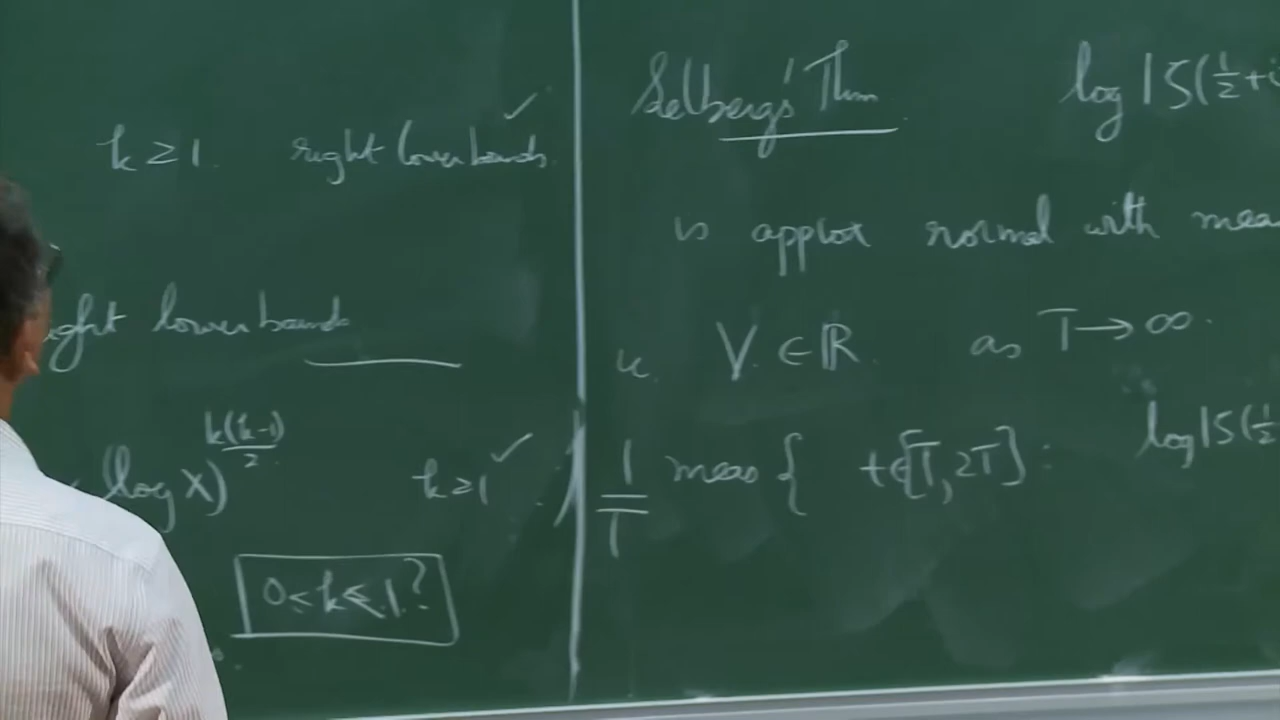 k ≥ 1. right lower bounds. ✓
ight lower bounds
(log X)^{k(k-1)/2} k ≥ 1 ✓
0 ≤ k ≤ 1?
Selberg's Thm log |ζ(1/2 + i
is approx normal with mea
V ∈ ℝ. as T → ∞.
1/T meas { t ∈ [T, 2T] : log |ζ(1/2